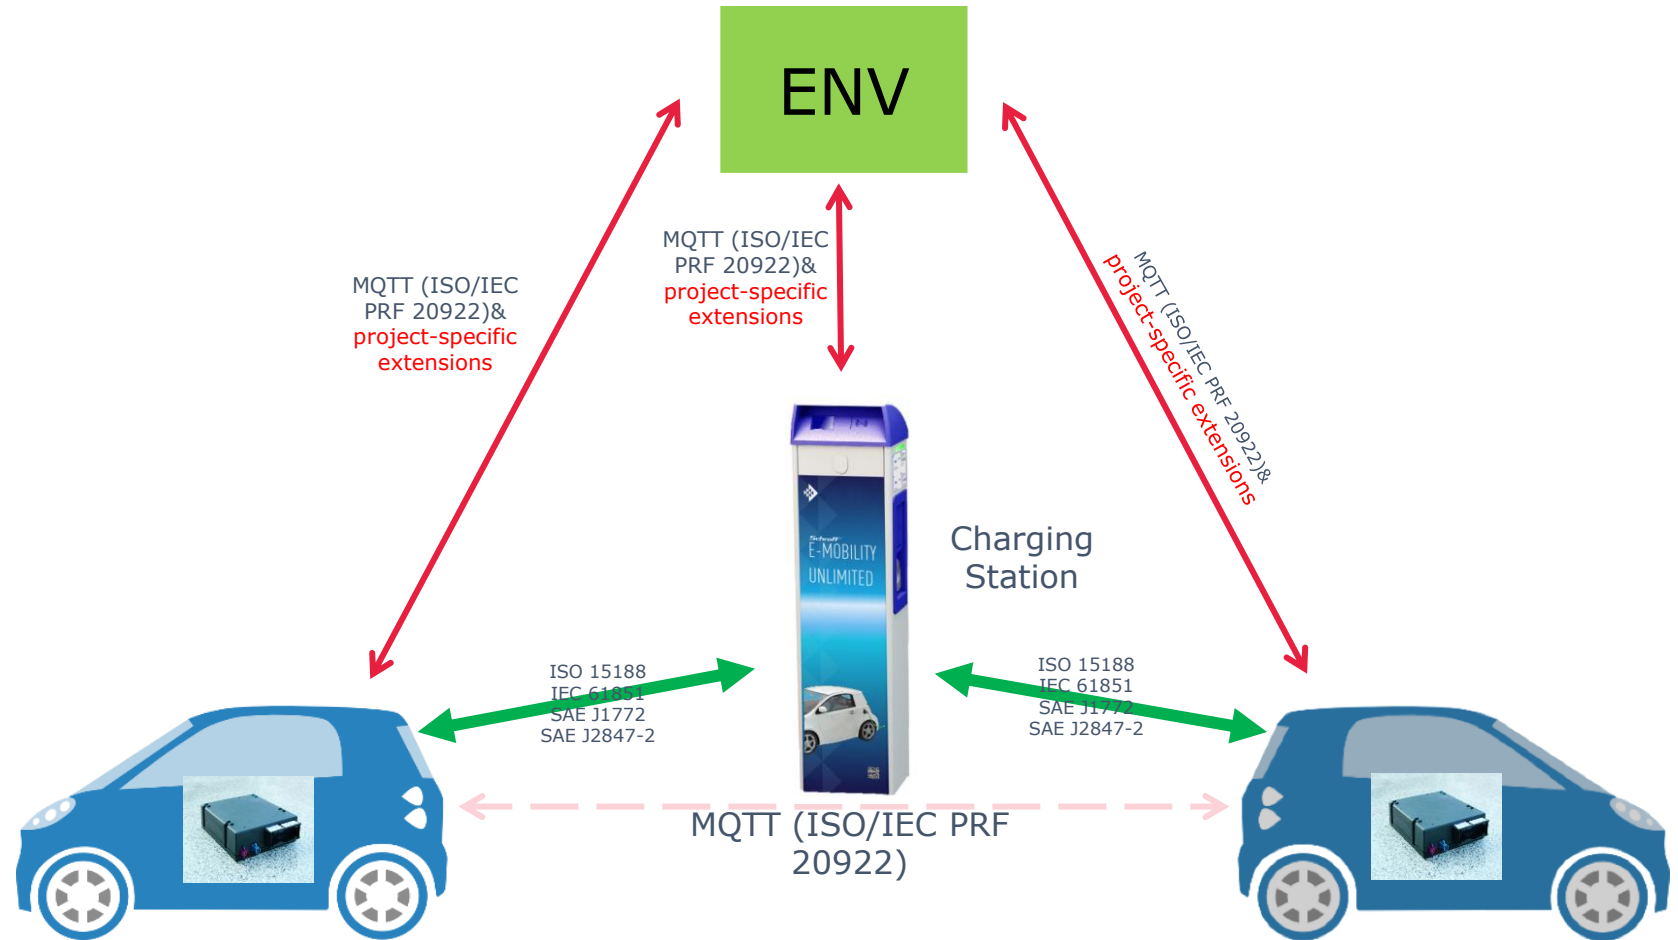 ENV
MQTT (ISO/IEC
PRF 20922)&
project-specific
extensions
MQTT (ISO/IEC
PRF 20922)&
project-specific
extensions
MQTT (ISO/IEC PRF 20922)&
project-specific extensions
Schroff
E-MOBILITY
UNLIMITED
Charging
Station
ISO 15188
IEC 61851
SAE J1772
SAE J2847-2
ISO 15188
IEC 61851
SAE J1772
SAE J2847-2
MQTT (ISO/IEC PRF
20922)